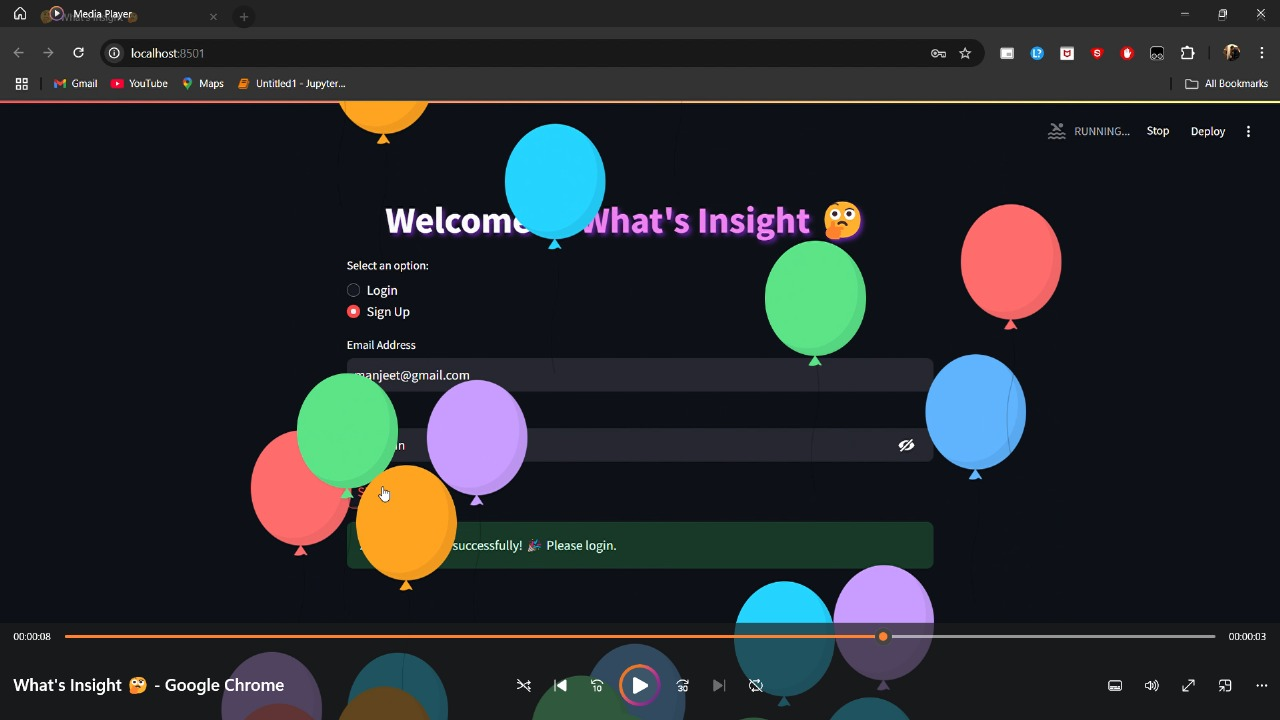 Media Player
localhost:8501
Gmail YouTube Maps Untitled1 - Jupyter... All Bookmarks
RUNNING... Stop Deploy
What's Insight 🤔
Select an option:
Login
Sign Up
Email Address
manjeet@gmail.com
successfully! 🎉 Please login.
00:00:08 00:00:03
What's Insight 🤔 - Google Chrome
10 30